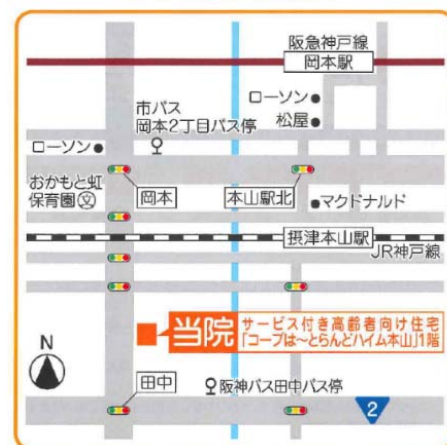 阪急神戸線
岡本駅
ローソン
松屋
市バス
岡本2丁目バス停
ローソン
岡本
本山駅北
おかもと虹
保育園
文
マクドナルド
摂津本山駅
JR神戸線
当院
サービス付き高齢者向け住宅
「コープは～とらんどハイム本山」1階
N
田中
阪神バス田中バス停
2